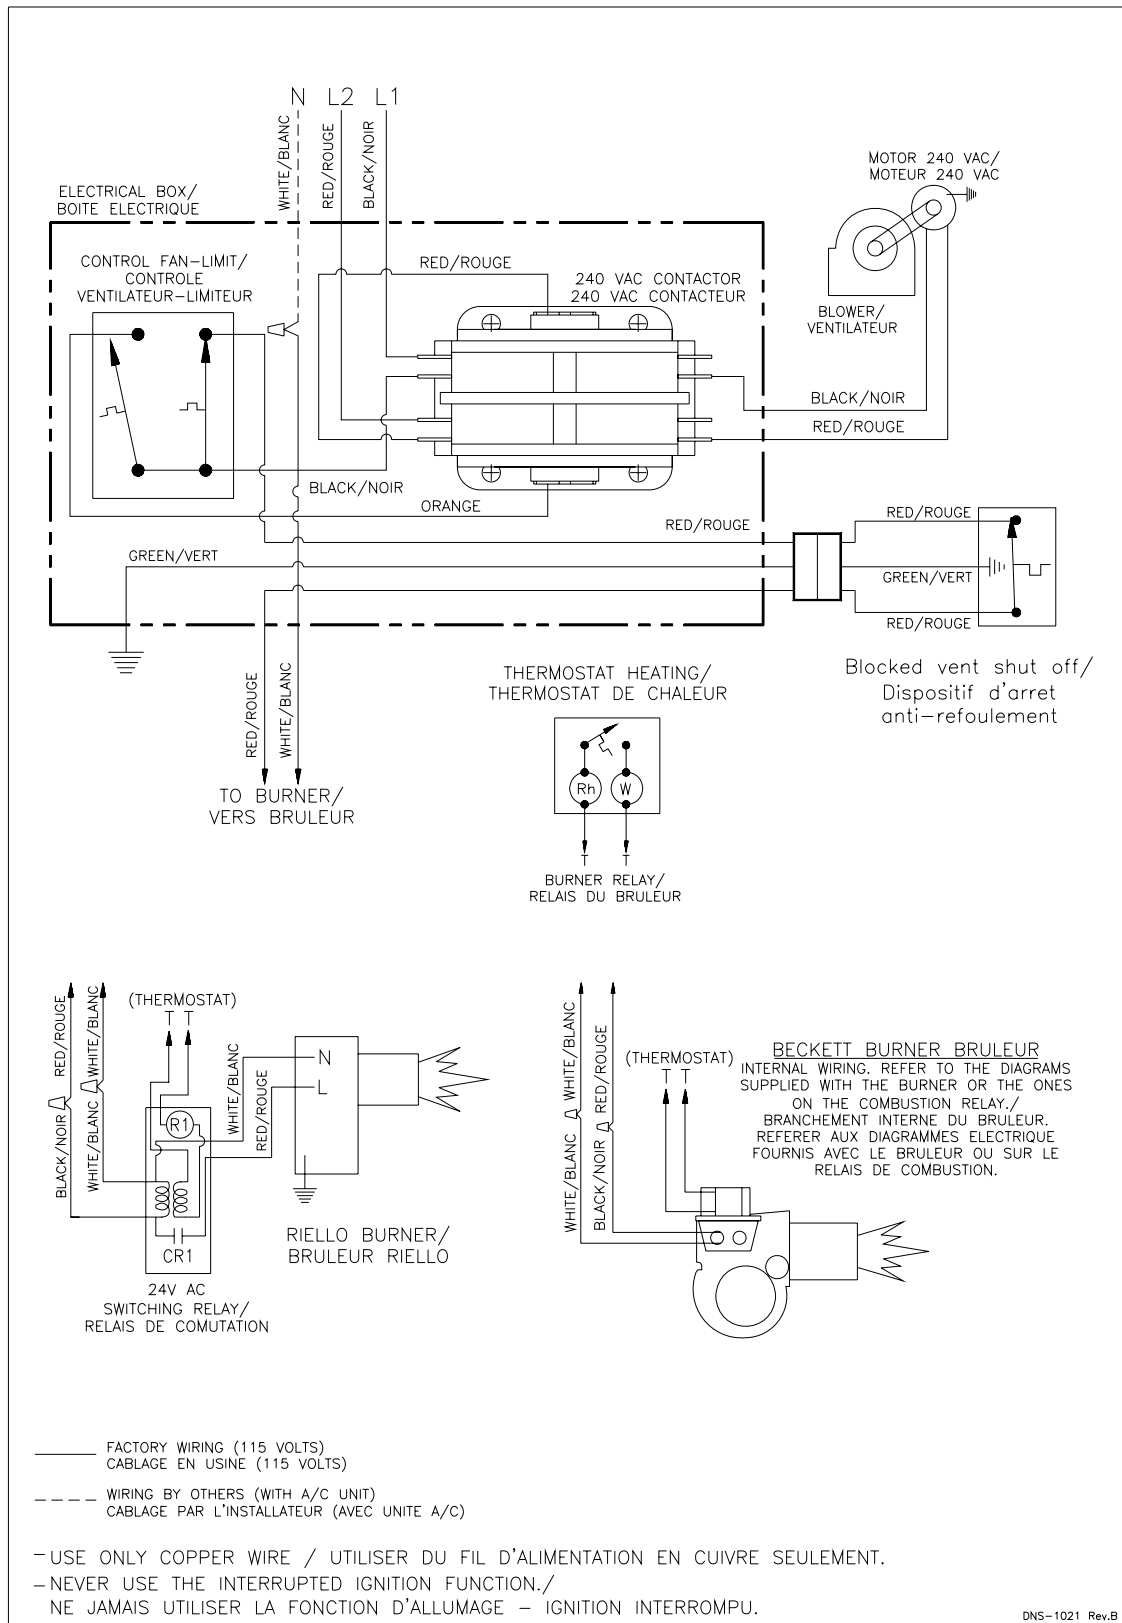 N L2 L1
WHITE/BLANC
RED/ROUGE
BLACK/NOIR
MOTOR 240 VAC/
MOTEUR 240 VAC
ELECTRICAL BOX/
BOITE ELECTRIQUE
CONTROL FAN-LIMIT/
CONTROLE
VENTILATEUR-LIMITEUR
RED/ROUGE
240 VAC CONTACTOR
240 VAC CONTACTEUR
BLOWER/
VENTILATEUR
BLACK/NOIR
RED/ROUGE
BLACK/NOIR
ORANGE
RED/ROUGE
RED/ROUGE
GREEN/VERT
GREEN/VERT
RED/ROUGE
RED/ROUGE
WHITE/BLANC
Blocked vent shut off/
Dispositif d'arret
anti-refoulement
THERMOSTAT HEATING/
THERMOSTAT DE CHALEUR
Rh W
TO BURNER/
VERS BRULEUR
T T
BURNER RELAY/
RELAIS DU BRULEUR
RED/ROUGE
WHITE/BLANC
BLACK/NOIR
WHITE/BLANC
(THERMOSTAT)
T T
R1
WHITE/BLANC
RED/ROUGE
N
L
CR1
RIELLO BURNER/
BRULEUR RIELLO
24V AC
SWITCHING RELAY/
RELAIS DE COMUTATION
WHITE/BLANC
RED/ROUGE
WHITE/BLANC
BLACK/NOIR
(THERMOSTAT)
T T
BECKETT BURNER BRULEUR
INTERNAL WIRING. REFER TO THE DIAGRAMS
SUPPLIED WITH THE BURNER OR THE ONES
ON THE COMBUSTION RELAY./
BRANCHEMENT INTERNE DU BRULEUR.
REFERER AUX DIAGRAMMES ELECTRIQUE
FOURNIS AVEC LE BRULEUR OU SUR LE
RELAIS DE COMBUSTION.
FACTORY WIRING (115 VOLTS)
CABLAGE EN USINE (115 VOLTS)
WIRING BY OTHERS (WITH A/C UNIT)
CABLAGE PAR L'INSTALLATEUR (AVEC UNITE A/C)
- USE ONLY COPPER WIRE / UTILISER DU FIL D'ALIMENTATION EN CUIVRE SEULEMENT.
- NEVER USE THE INTERRUPTED IGNITION FUNCTION./
NE JAMAIS UTILISER LA FONCTION D'ALLUMAGE - IGNITION INTERROMPU.
DNS-1021 Rev.B